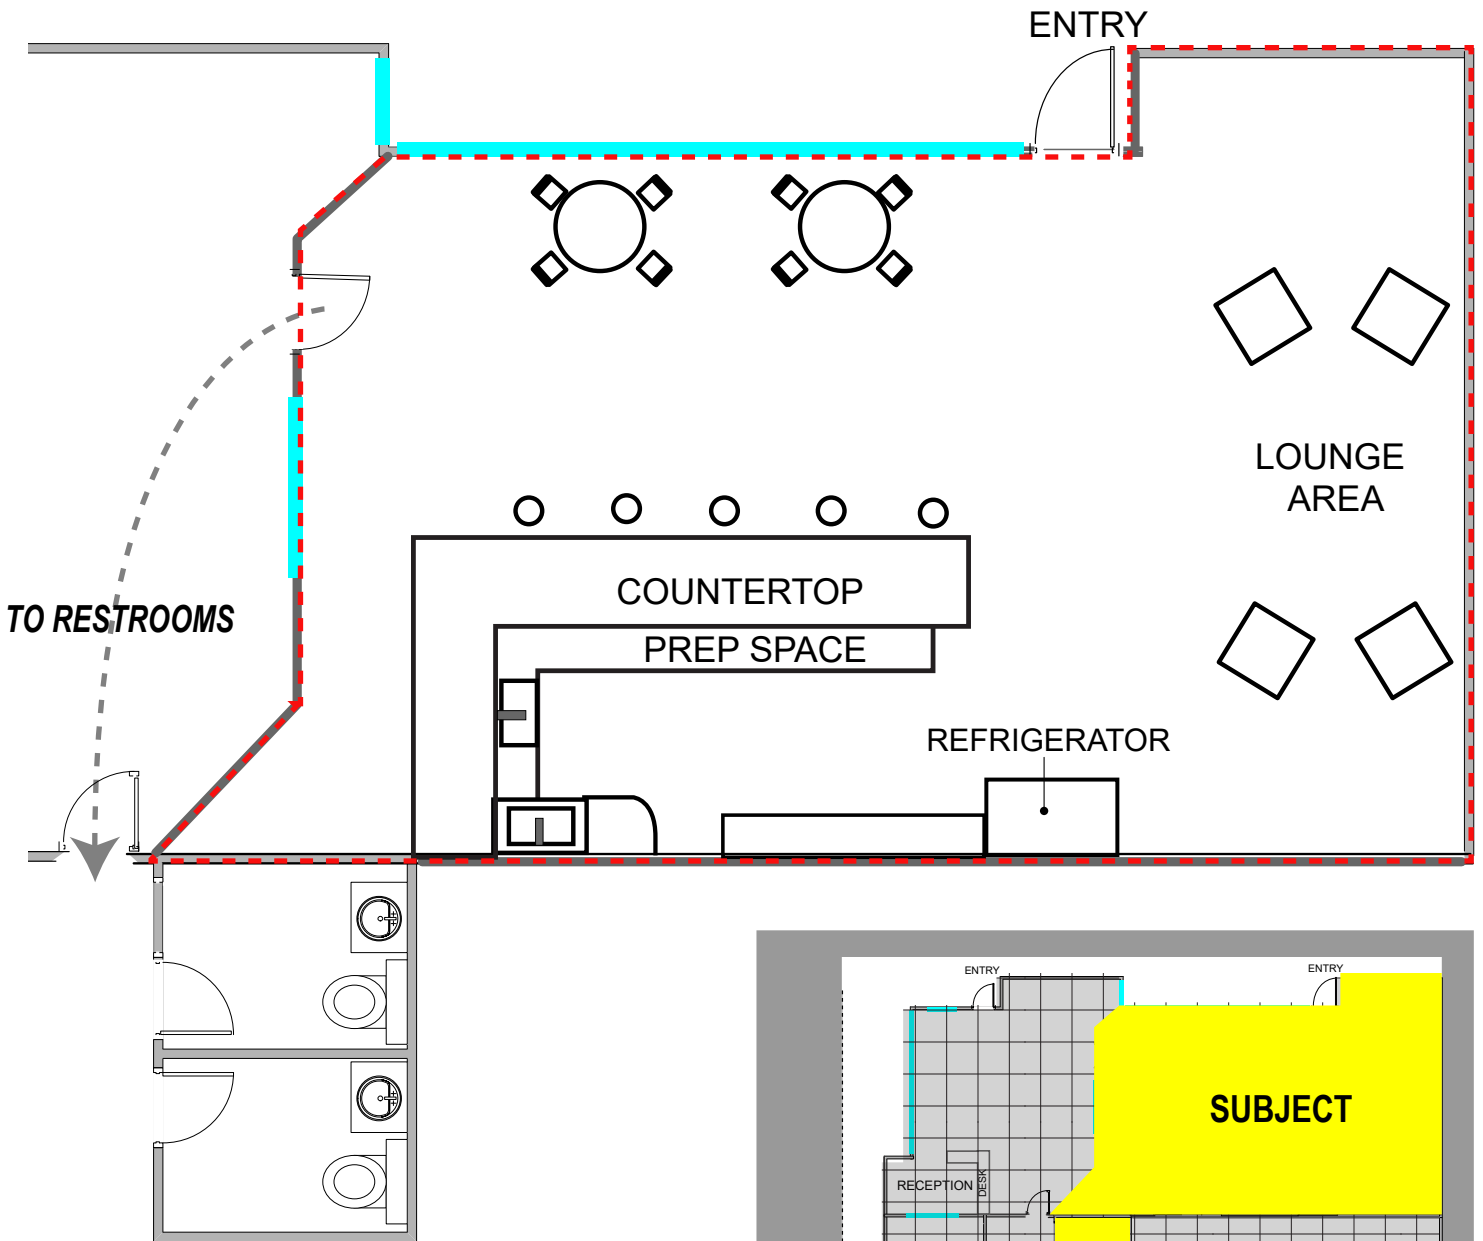 ENTRY
LOUNGE
AREA
COUNTERTOP
TO RESTROOMS
PREP SPACE
REFRIGERATOR
ENTRY
ENTRY
SUBJECT
RECEPTION
DESK